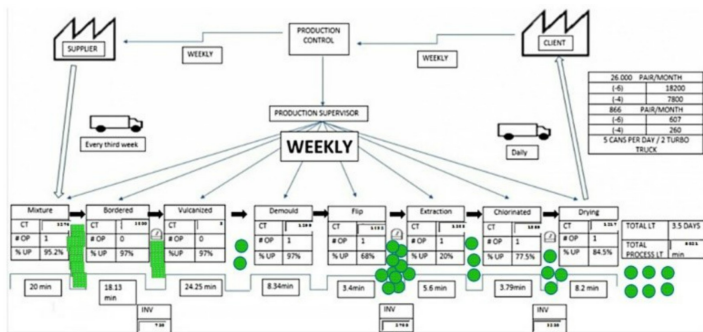 SUPPLIER
WEEKLY
PRODUCTION
CONTROL
WEEKLY
CLIENT
26.000 PAIR/MONTH
(-6) 18200
(-4) 7800
866 PAIR/MONTH
(-6) 607
(-4) 260
5 CANS PER DAY / 2 TURBO
TRUCK
PRODUCTION SUPERVISOR
WEEKLY
Every third week
Daily
Mixture
CT
# OP 1
% UP 95.2%
Bordered
CT
# OP 0
% UP 97%
Vulcanized
CT
# OP 0
%UP 97%
Demould
CT
# OP 1
% UP 97%
Flip
CT
# OP 1
% UP 68%
Extraction
CT
# OP 1
% UP 20%
Chlorinated
CT
# OP 1
% UP 77.5%
Drying
CT
# OP 1
% UP 84.5%
TOTAL LT 3.5 DAYS
TOTAL
PROCESS LT min
20 min
18.13
min
24.25 min
8.34min
3.4min
5.6 min
3.79min
8.2 min
INV
INV
INV